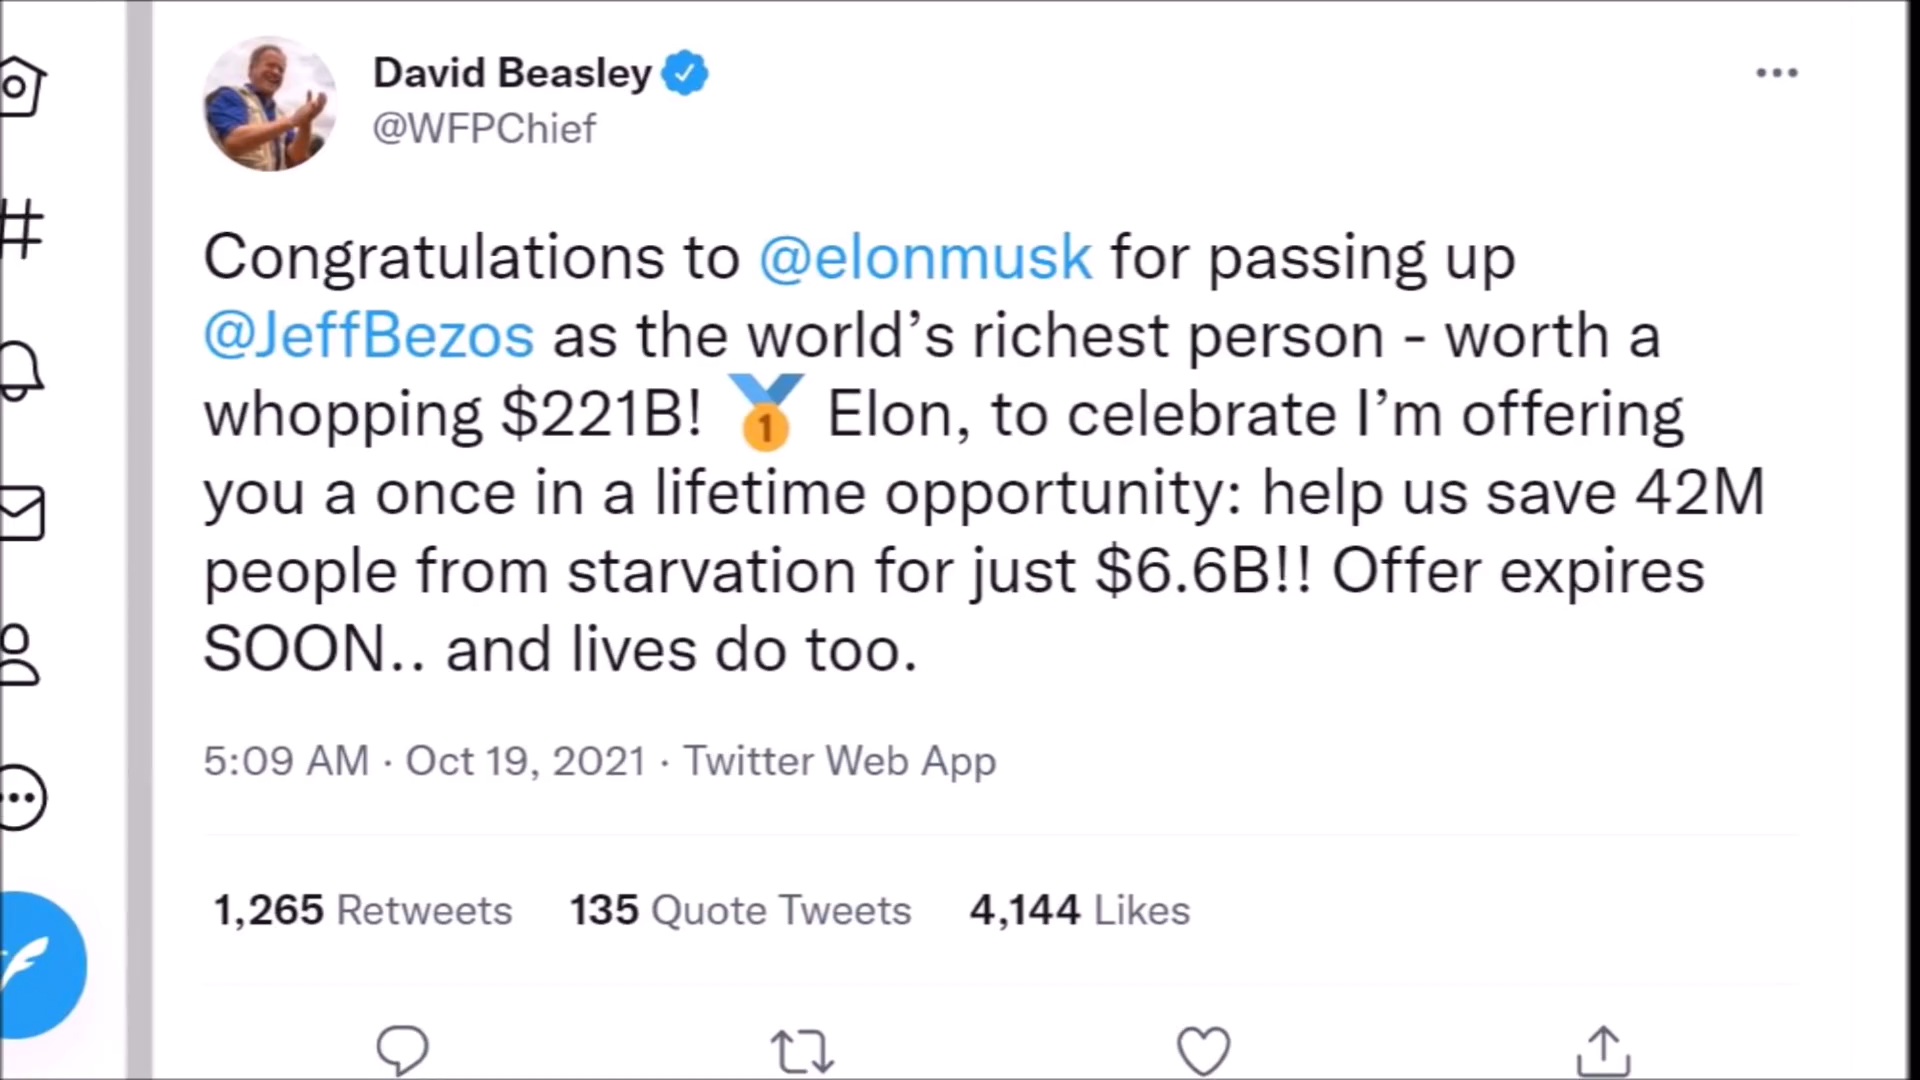 David Beasley
@WFPChief
Congratulations to @elonmusk for passing up
@JeffBezos as the world’s richest person - worth a
whopping $221B! 🥇 Elon, to celebrate I’m offering
you a once in a lifetime opportunity: help us save 42M
people from starvation for just $6.6B!! Offer expires
SOON.. and lives do too.
5:09 AM · Oct 19, 2021 · Twitter Web App
1,265 Retweets 135 Quote Tweets 4,144 Likes